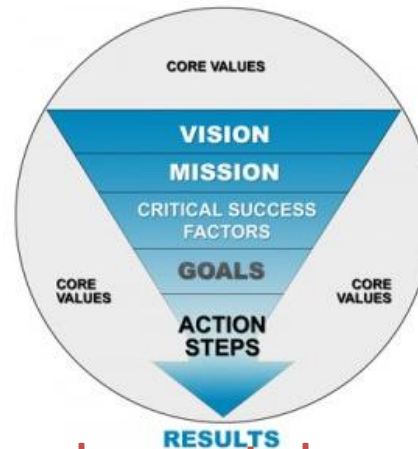 CORE VALUES
VISION
MISSION
CRITICAL SUCCESS
FACTORS
GOALS
CORE
VALUES
CORE
VALUES
ACTION
STEPS
RESULTS